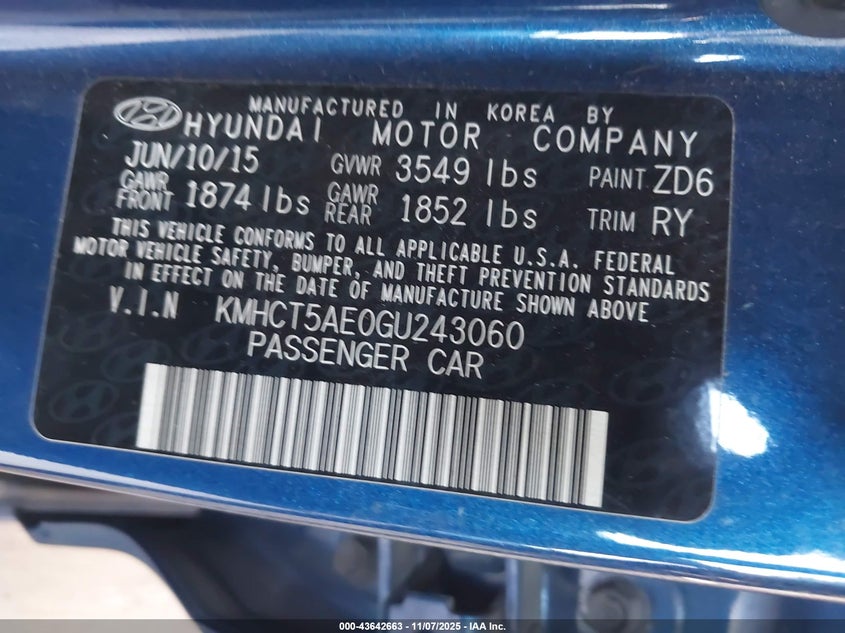 MANUFACTURED IN KOREA BY
HYUNDAI MOTOR COMPANY
JUN/10/15 GVWR 3549 lbs PAINT ZD6
GAWR FRONT 1874 lbs GAWR REAR 1852 lbs TRIM RY
THIS VEHICLE CONFORMS TO ALL APPLICABLE U.S.A. FEDERAL
MOTOR VEHICLE SAFETY, BUMPER, AND THEFT PREVENTION STANDARDS
IN EFFECT ON THE DATE OF MANUFACTURE SHOWN ABOVE
V.I.N KMHCT5AE0GU243060
PASSENGER CAR
000-43642663 - 11/07/2025 - IAA Inc.